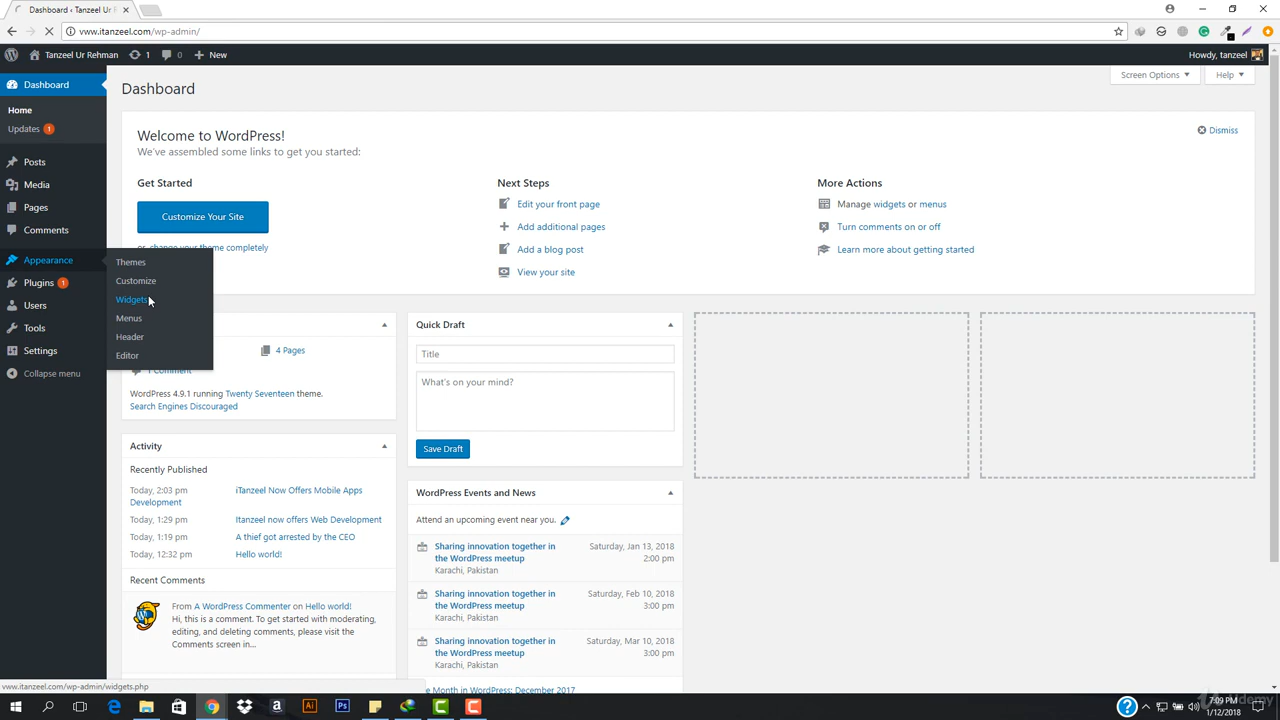 Dashboard ‹ Tanzeel Ur R
www.itanzeel.com/wp-admin/
Tanzeel Ur Rehman
1
0
New
Howdy, tanzeel
Dashboard
Home
Updates 1
Posts
Media
Pages
Comments
Appearance
Plugins 1
Users
Tools
Settings
Collapse menu
Themes
Customize
Widgets
Menus
Header
Editor
Dashboard
Screen Options
Help
Welcome to WordPress!
We've assembled some links to get you started:
Dismiss
Get Started
Customize Your Site
or, change your theme completely
Next Steps
Edit your front page
Add additional pages
Add a blog post
View your site
More Actions
Manage widgets or menus
Turn comments on or off
Learn more about getting started
4 Pages
1 Comment
WordPress 4.9.1 running Twenty Seventeen theme.
Search Engines Discouraged
Activity
Recently Published
Today, 2:03 pm iTanzeel Now Offers Mobile Apps
Development
Today, 1:29 pm Itanzeel now offers Web Development
Today, 1:19 pm A thief got arrested by the CEO
Today, 12:32 pm Hello world!
Recent Comments
From A WordPress Commenter on Hello world!
Hi, this is a comment. To get started with moderating,
editing, and deleting comments, please visit the
Comments screen in...
Quick Draft
Title
What's on your mind?
Save Draft
WordPress Events and News
Attend an upcoming event near you.
Sharing innovation together in
the WordPress meetup
Karachi, Pakistan
Saturday, Jan 13, 2018
2:00 pm
Sharing innovation together in
the WordPress meetup
Karachi, Pakistan
Saturday, Feb 10, 2018
3:00 pm
Sharing innovation together in
the WordPress meetup
Karachi, Pakistan
Saturday, Mar 10, 2018
3:00 pm
Month in WordPress: December 2017
www.itanzeel.com/wp-admin/widgets.php
7:09 PM
1/12/2018
Udemy